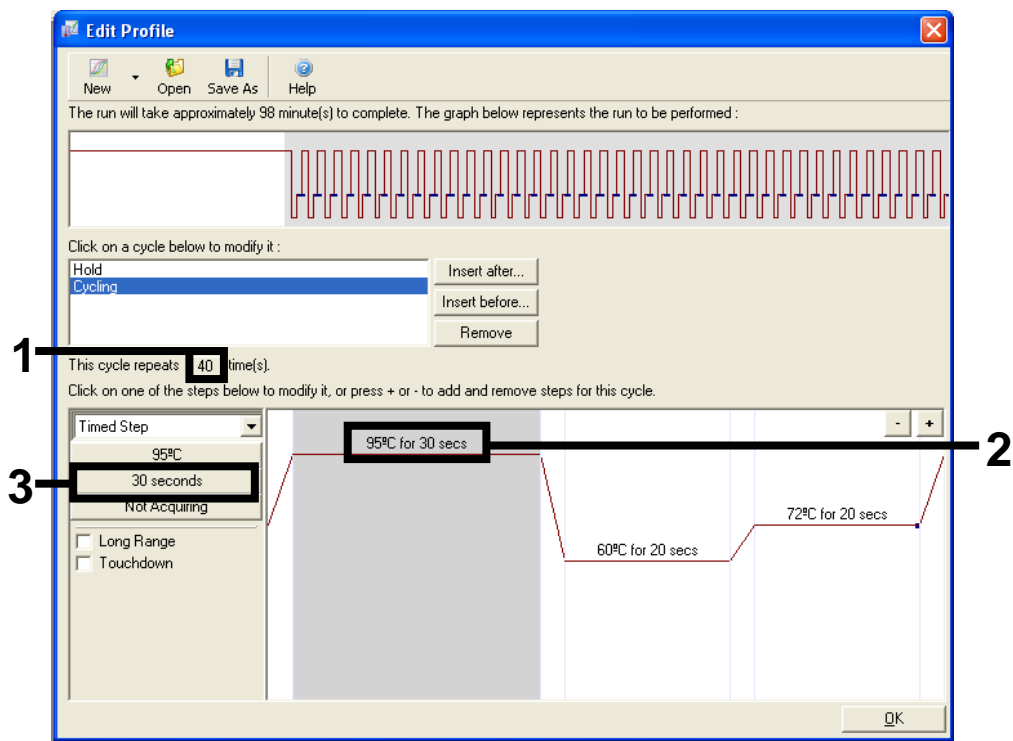 Edit Profile
New Open Save As Help
The run will take approximately 98 minute(s) to complete. The graph below represents the run to be performed :
Click on a cycle below to modify it :
Hold
Cycling
Insert after...
Insert before...
Remove
1
This cycle repeats 40 time(s).
Click on one of the steps below to modify it, or press + or - to add and remove steps for this cycle.
Timed Step
- +
95ºC
95ºC for 30 secs
2
3
30 seconds
Not Acquiring
72ºC for 20 secs
Long Range
60ºC for 20 secs
Touchdown
OK